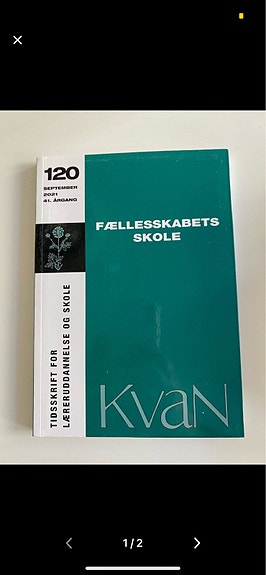 120
SEPTEMBER
2021
41. ÅRGANG
FÆLLESSKABETS
SKOLE
TIDSSKRIFT FOR
LÆRERUDDANNELSE OG SKOLE
KvaN
1/2